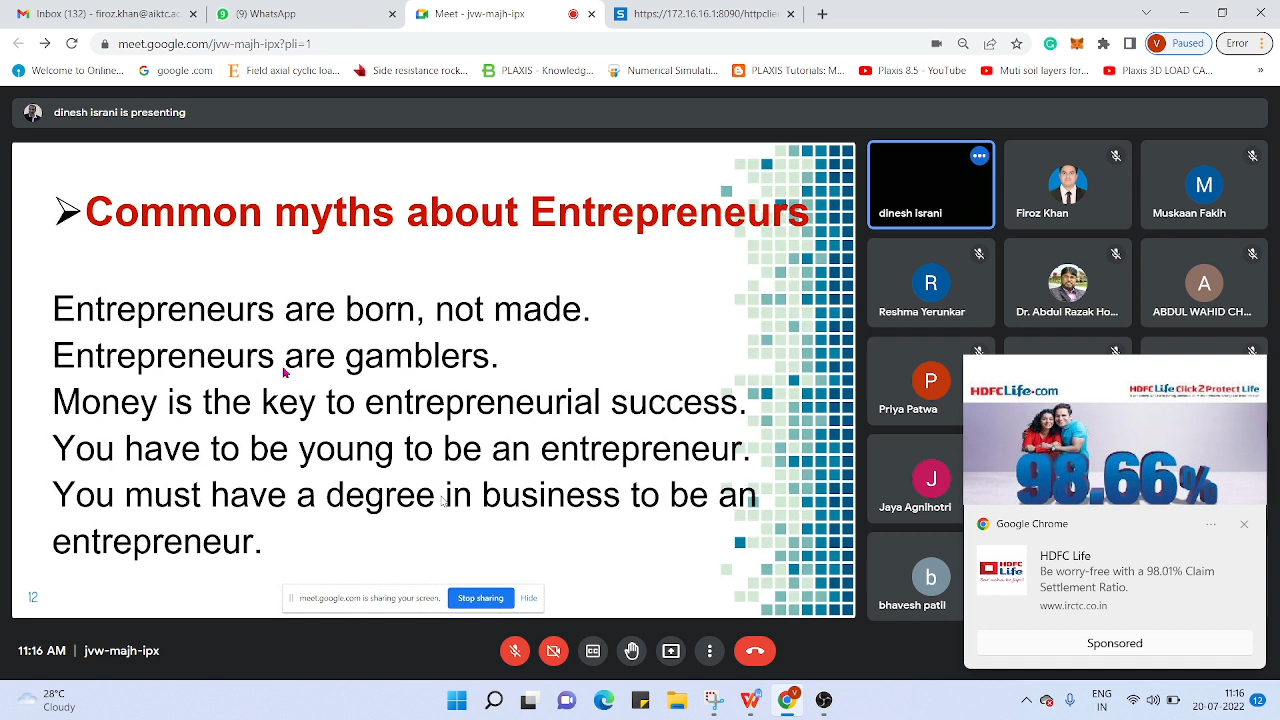 Inbox (132) - firoz.khan@aiktc.ac
(9) WhatsApp
Meet - jvw-majh-ipx
https://172.16.16.1:8090/httpclie
meet.google.com/jvw-majh-ipx?pli=1
Paused
Error
Welcome to Online...
google .com
Field axial cyclic loa...
Side resistance roc...
PLAXIS - Knowledg...
Numerical Simulati...
PLAXIS Tutorials: M...
Plaxis 8.5 - YouTube
Muti soil layers for...
Plaxis 3D LOAD CA...
dinesh israni is presenting
Common myths about Entrepreneurs
Entrepreneurs are born, not made.
Entrepreneurs are gamblers.
Money is the key to entrepreneurial success.
You have to be young to be an entrepreneur.
You must have a degree in business to be an
entrepreneur.
12
meet.google.com is sharing your screen.
Stop sharing
Hide
dinesh israni
Firoz Khan
M
Muskaan Fakih
R
Reshma Yerunkar
Dr. Abdul Razak Ho...
A
ABDUL WAHID CH...
P
Priya Patwa
J
Jaya Agnihotri
b
bhavesh patil
HDFCLife.com
HDFC Life Click2Protect Life
98.66%
Google Chrome
HDFC Life
HDFC Life
Be worry-free with a 98.01% Claim
Settlement Ratio.
www.irctc.co.in
Sponsored
11:16 AM | jvw-majh-ipx
28°C
Cloudy
ENG
IN
11:16
20-07-2022
12